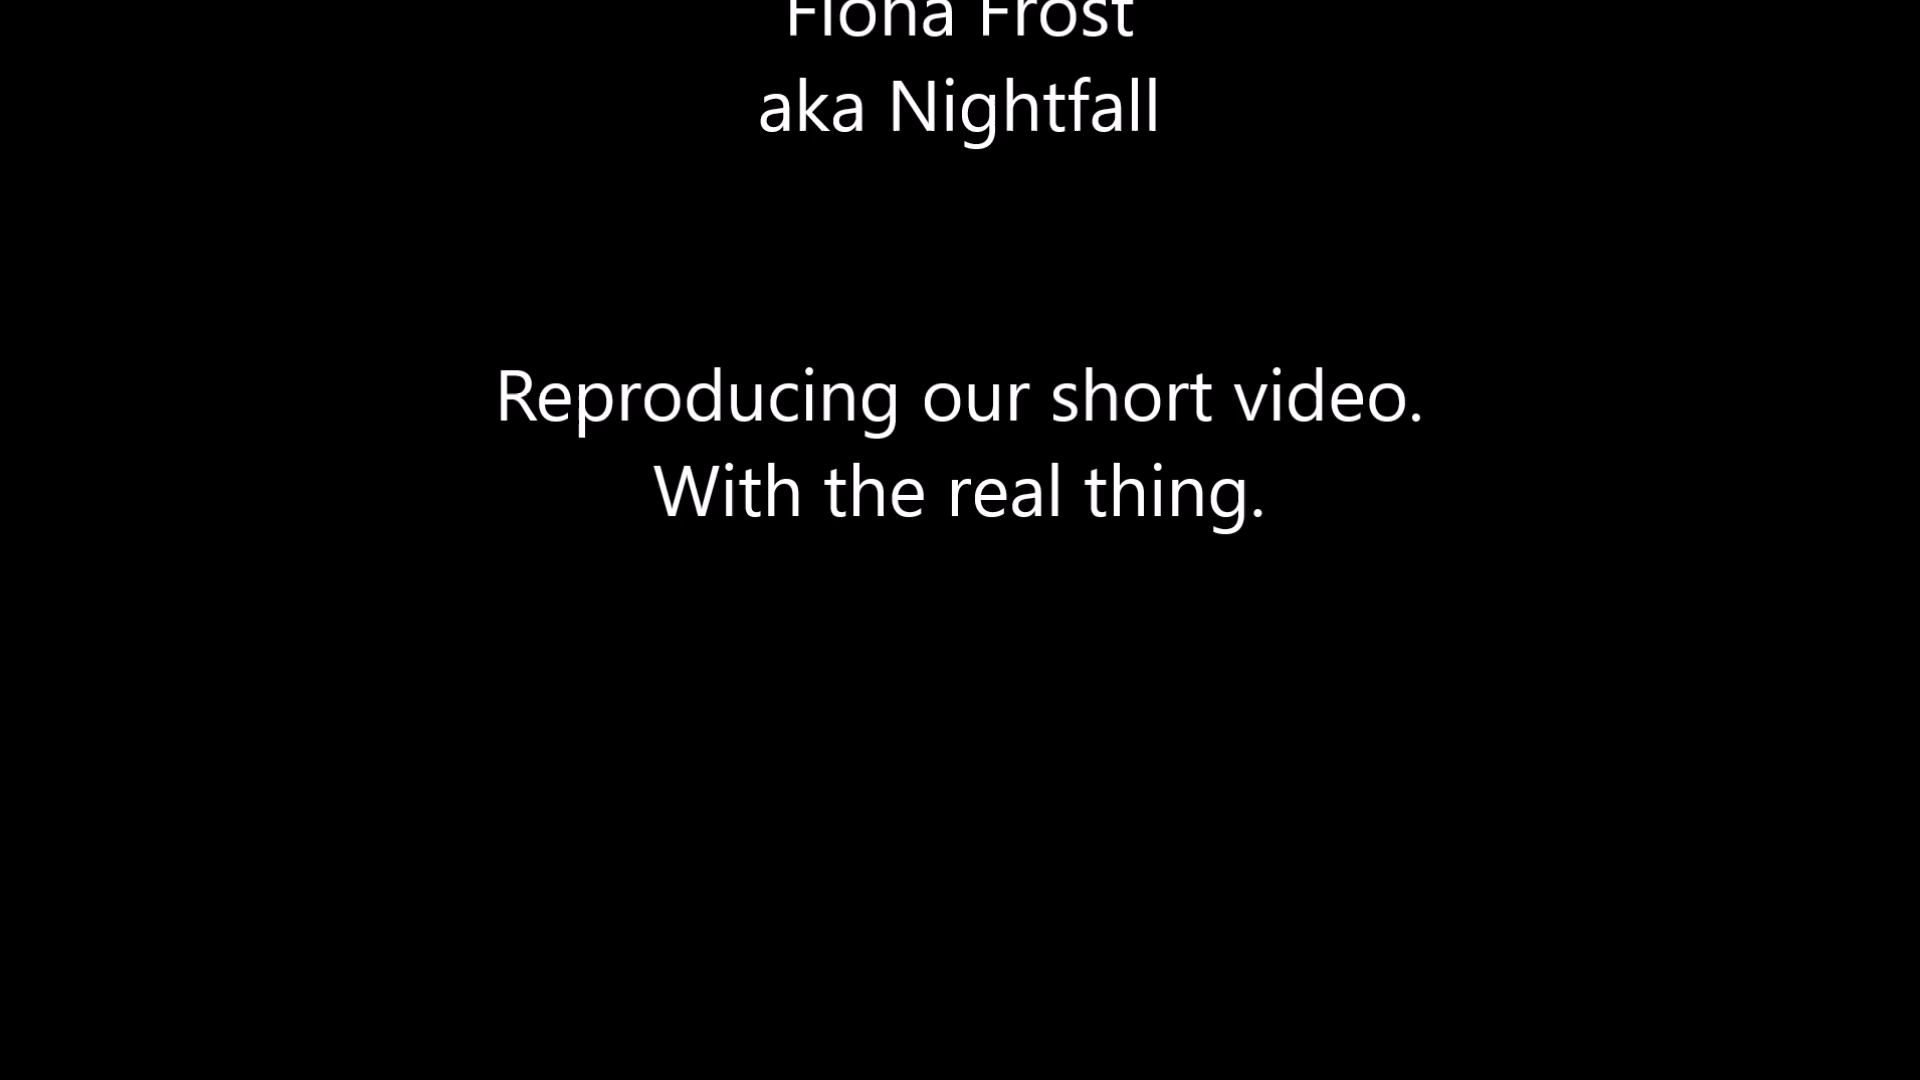 Fiona Frost
aka Nightfall
Reproducing our short video.
With the real thing.